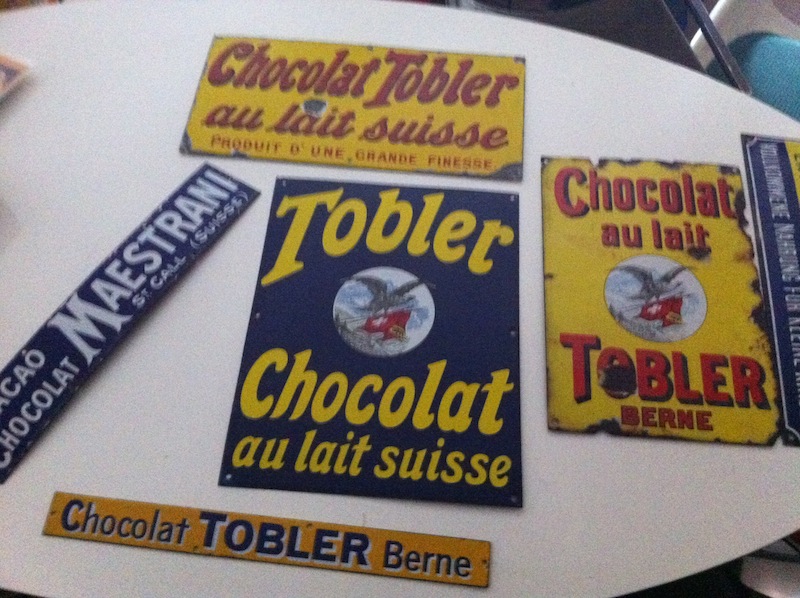 Chocolat Tobler
au lait suisse
PRODUIT D'UNE GRANDE FINESSE
CHOCOLAT MAESTRANI
ST GALL (SUISSE)
Tobler
Chocolat
au lait suisse
Chocolat
au lait
TOBLER
BERNE
Chocolat TOBLER Berne